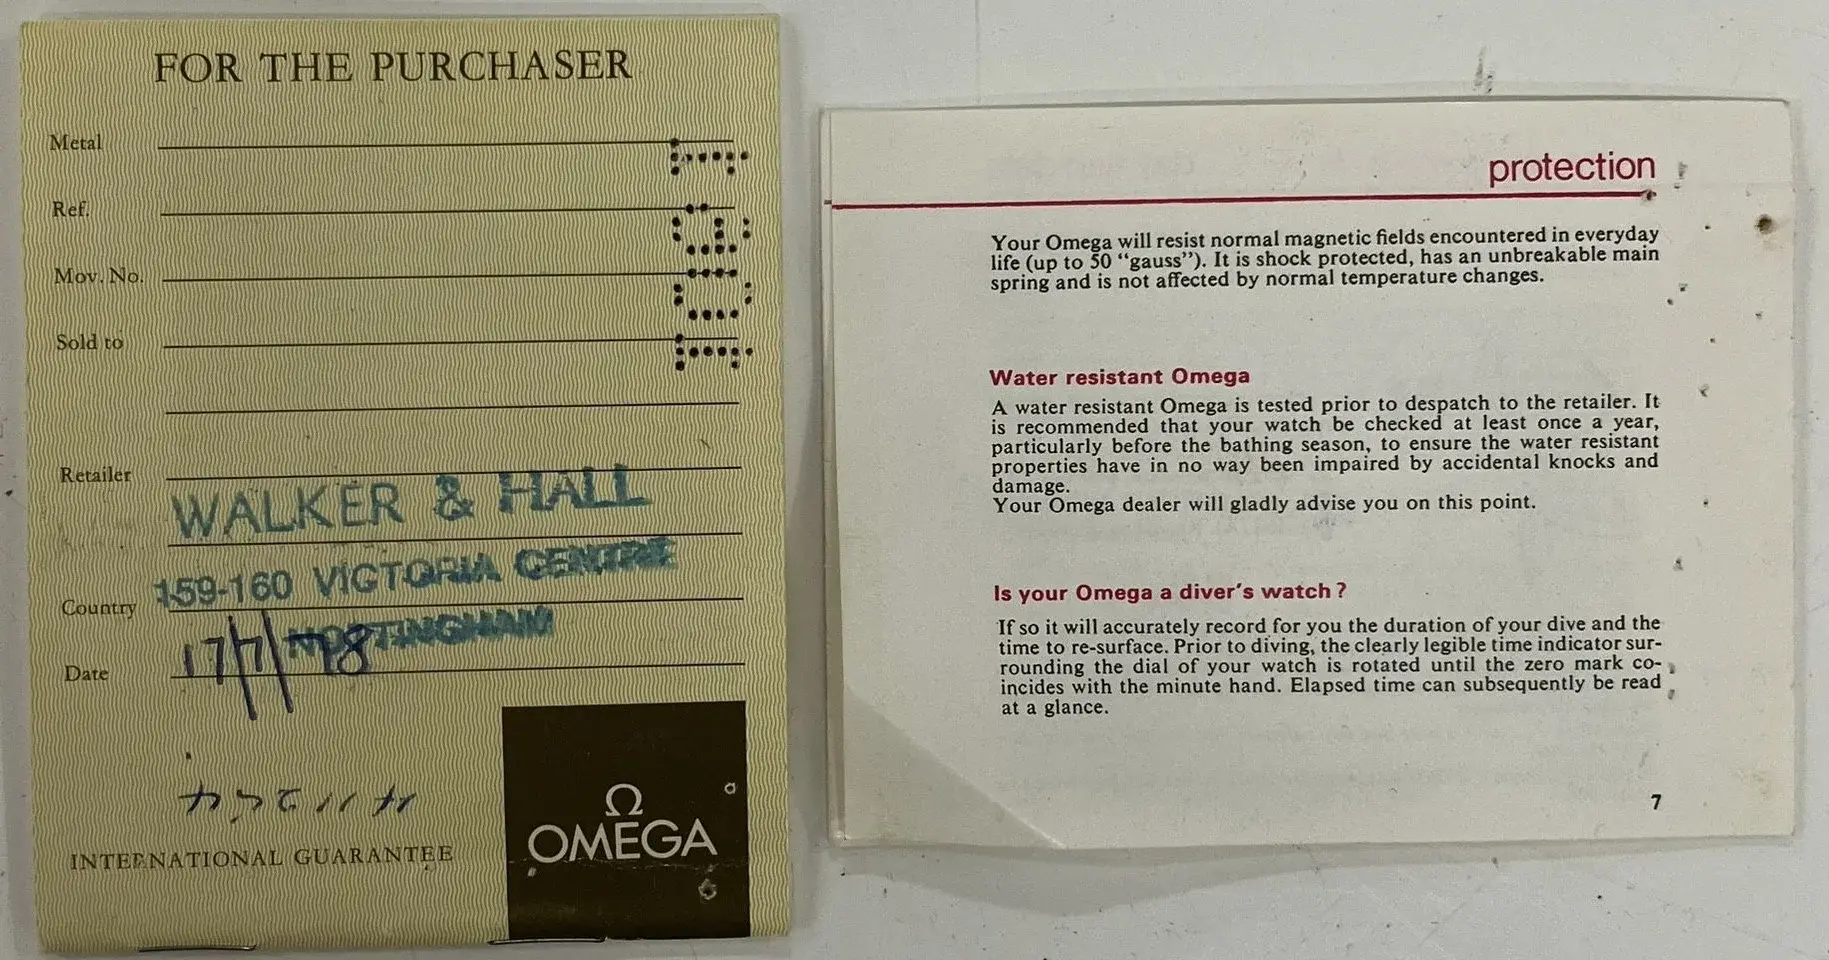 FOR THE PURCHASER
Metal
Ref.
Mov. No.
Sold to
Retailer
WALKER & HALL
159-160 VICTORIA CENTRE
Country
NOTTINGHAM
Date
17/7/78
INTERNATIONAL GUARANTEE
Ω
OMEGA
protection
Your Omega will resist normal magnetic fields encountered in everyday
life (up to 50 “gauss”). It is shock protected, has an unbreakable main
spring and is not affected by normal temperature changes.
Water resistant Omega
A water resistant Omega is tested prior to despatch to the retailer. It
is recommended that your watch be checked at least once a year,
particularly before the bathing season, to ensure the water resistant
properties have in no way been impaired by accidental knocks and
damage.
Your Omega dealer will gladly advise you on this point.
Is your Omega a diver's watch?
If so it will accurately record for you the duration of your dive and the
time to re-surface. Prior to diving, the clearly legible time indicator sur-
rounding the dial of your watch is rotated until the zero mark co-
incides with the minute hand. Elapsed time can subsequently be read
at a glance.
7